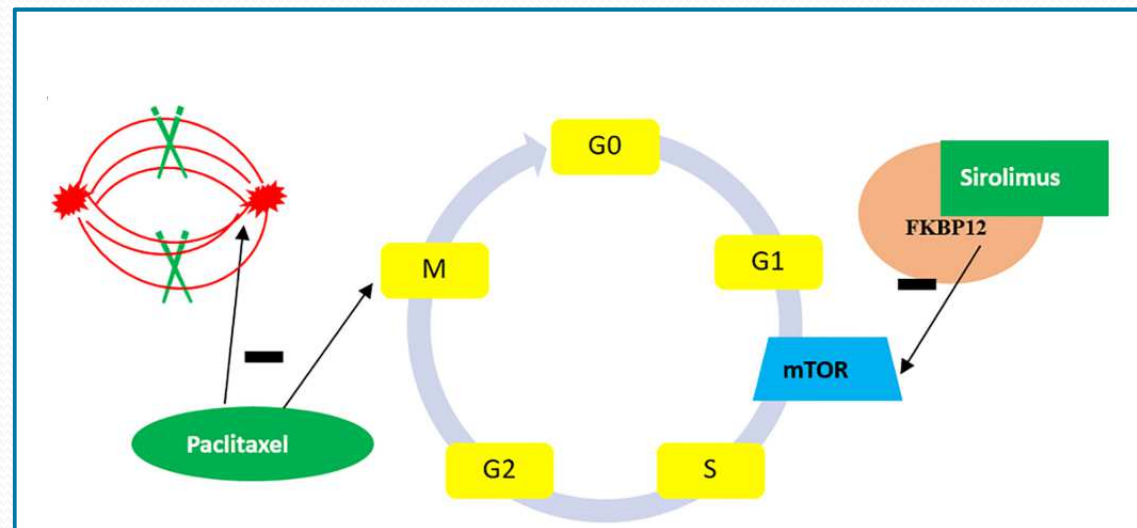 G0
Sirolimus
FKBP12
M
G1
mTOR
Paclitaxel
G2
S